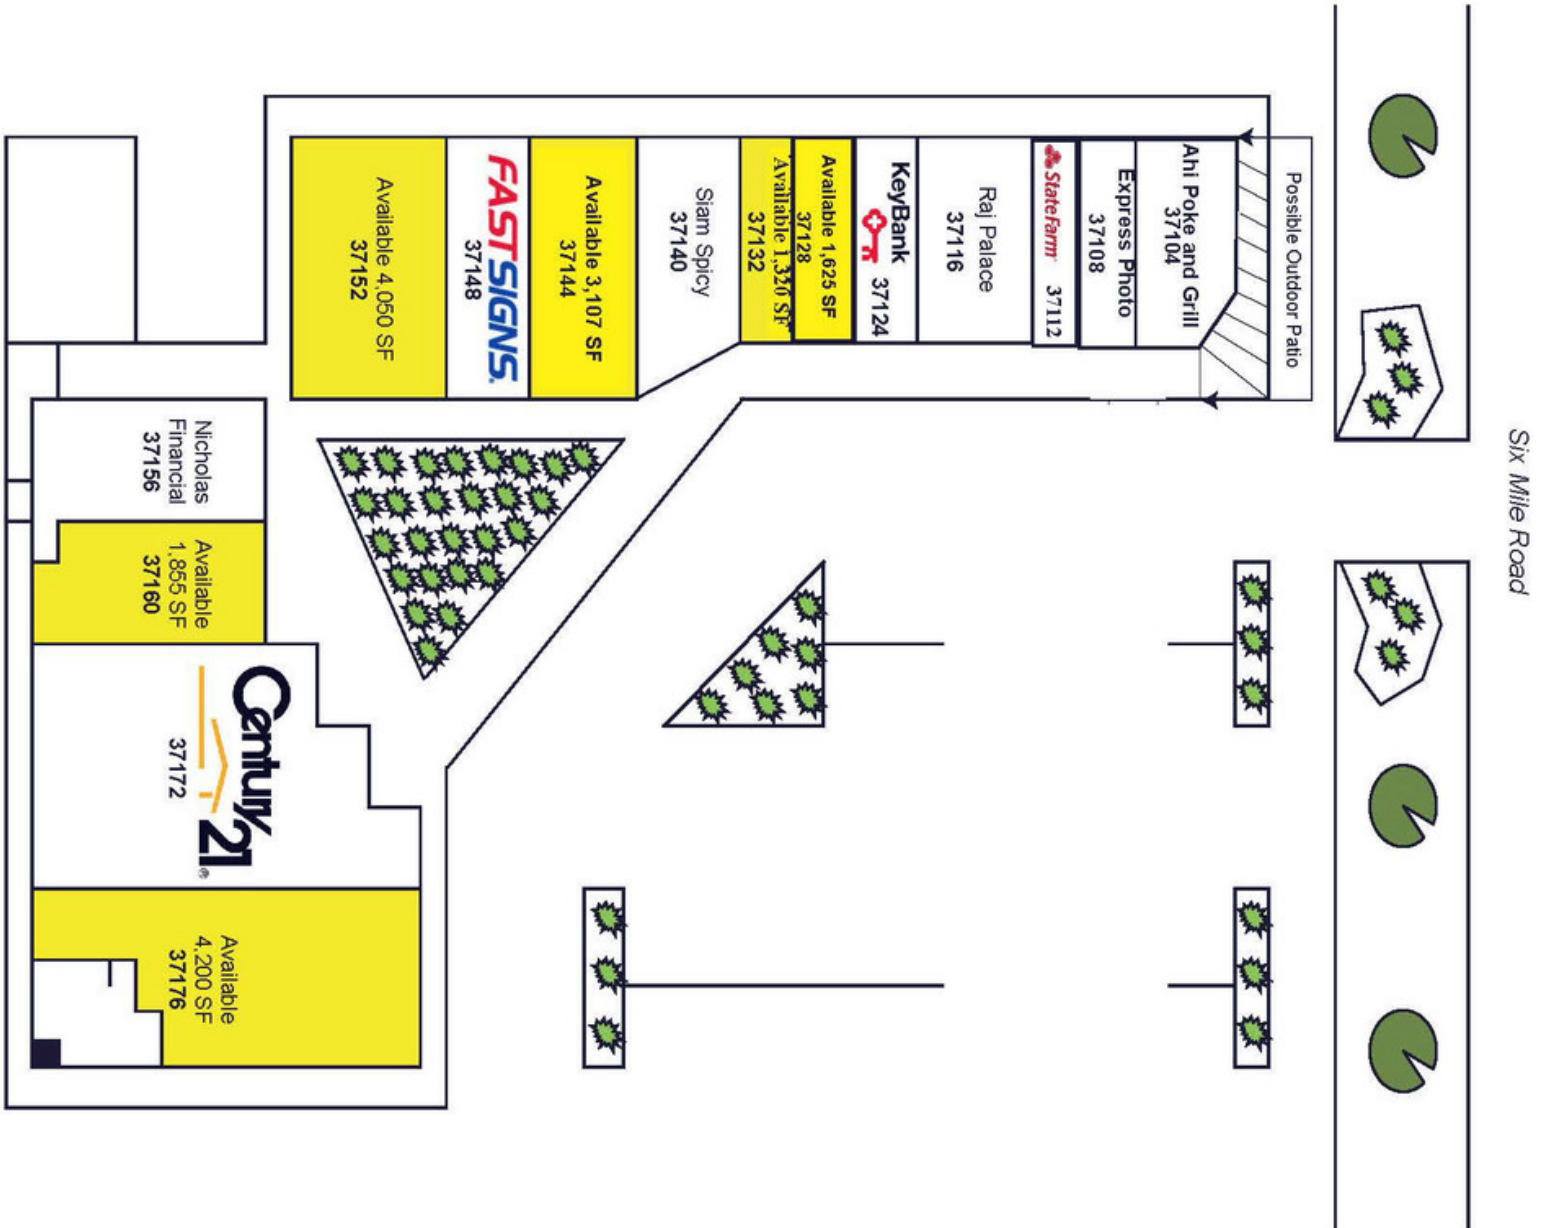 Six Mile Road
Possible Outdoor Patio
Ahi Poke and Grill
37104
Express Photo
37108
StateFarm
37112
Raj Palace
37116
KeyBank
37124
Available 1,625 SF
37128
Available 1,320 SF
37132
Siam Spicy
37140
Available 3,107 SF
37144
FASTSIGNS.
37148
Available 4,050 SF
37152
Nicholas
Financial
37156
Available
1,855 SF
37160
Century 21®
37172
Available
4,200 SF
37176